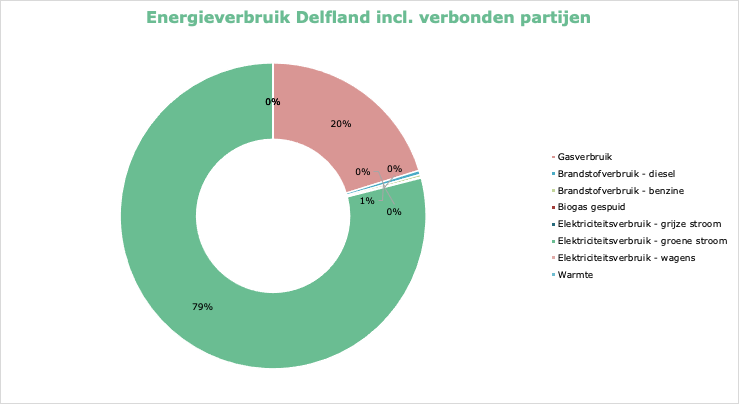 Energieverbruik Delfland incl. verbonden partijen
0%
20%
0%
0%
1%
0%
79%
Gasverbruik
Brandstofverbruik - diesel
Brandstofverbruik - benzine
Biogas gespuid
Elektriciteitsverbruik - grijze stroom
Elektriciteitsverbruik - groene stroom
Elektriciteitsverbruik - wagens
Warmte